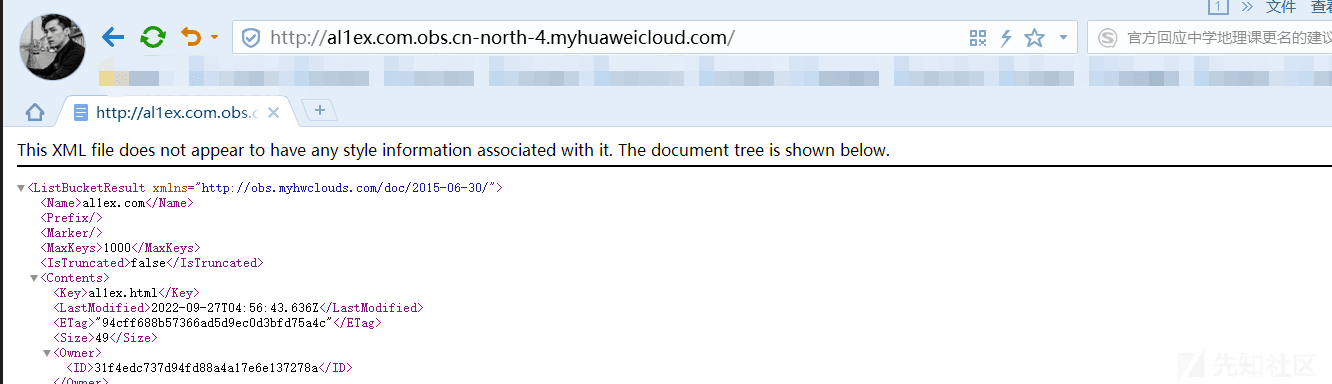 1 » 文件 查看
http://al1ex.com.obs.cn-north-4.myhuaweicloud.com/
官方回应中学地理课更名的建议
http://al1ex.com.obs.c
This XML file does not appear to have any style information associated with it. The document tree is shown below.
▼<ListBucketResult xmlns="http://obs.myhwclouds.com/doc/2015-06-30/">
<Name>al1ex.com</Name>
<Prefix/>
<Marker/>
<MaxKeys>1000</MaxKeys>
<IsTruncated>false</IsTruncated>
▼<Contents>
<Key>al1ex.html</Key>
<LastModified>2022-09-27T04:56:43.636Z</LastModified>
<ETag>"94cff688b57366ad5d9ec0d3bfd75a4c"</ETag>
<Size>49</Size>
▼<Owner>
<ID>31f4edc737d94fd88a4a17e6e137278a</ID>
</Owner>
先知社区